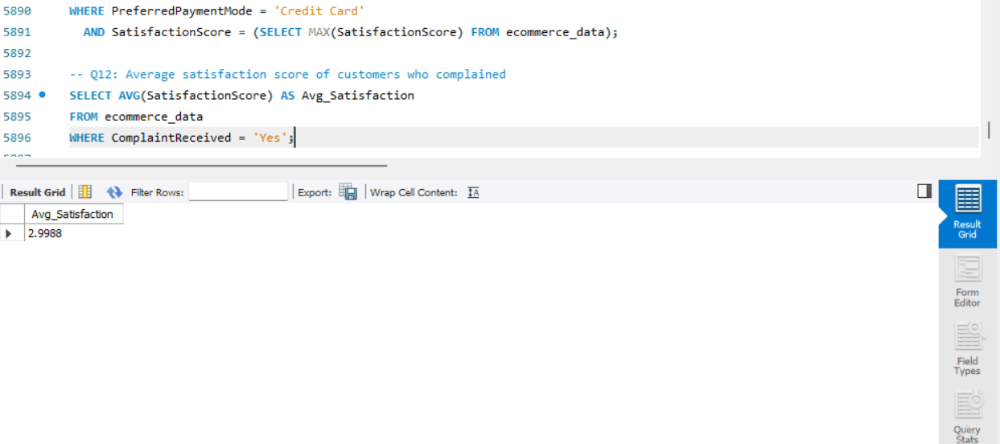 5890 WHERE PreferredPaymentMode = 'Credit Card'
5891 AND SatisfactionScore = (SELECT MAX(SatisfactionScore) FROM ecommerce_data);
5892
5893 -- Q12: Average satisfaction score of customers who complained
5894 SELECT AVG(SatisfactionScore) AS Avg_Satisfaction
5895 FROM ecommerce_data
5896 WHERE ComplaintReceived = 'Yes';
Result Grid Filter Rows: Export: Wrap Cell Content:
Avg_Satisfaction
2.9988
Result
Grid
Form
Editor
Field
Types
Query
Stats